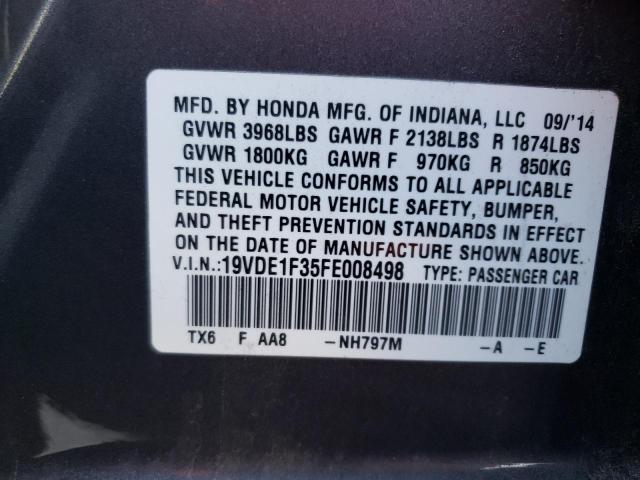 MFD. BY HONDA MFG. OF INDIANA, LLC 09/'14
GVWR 3968LBS GAWR F 2138LBS R 1874LBS
GVWR 1800KG GAWR F 970KG R 850KG
THIS VEHICLE CONFORMS TO ALL APPLICABLE
FEDERAL MOTOR VEHICLE SAFETY, BUMPER,
AND THEFT PREVENTION STANDARDS IN EFFECT
ON THE DATE OF MANUFACTURE SHOWN ABOVE.
V.I.N.:19VDE1F35FE008498 TYPE: PASSENGER CAR
TX6 F AA8 -NH797M -A -E